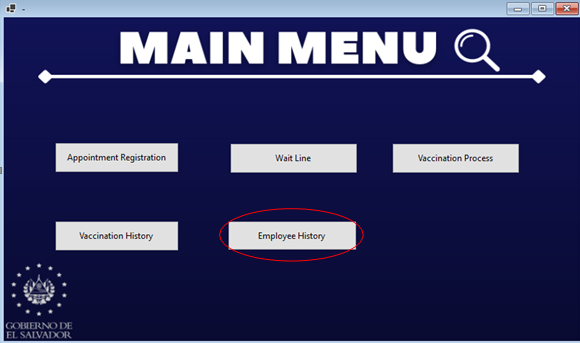 MAIN MENU
Appointment Registration
Wait Line
Vaccination Process
Vaccination History
Employee History
GOBIERNO DE
EL SALVADOR